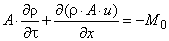 A·∂ρ/∂τ + ∂(ρ·A·u)/∂x = −M₀